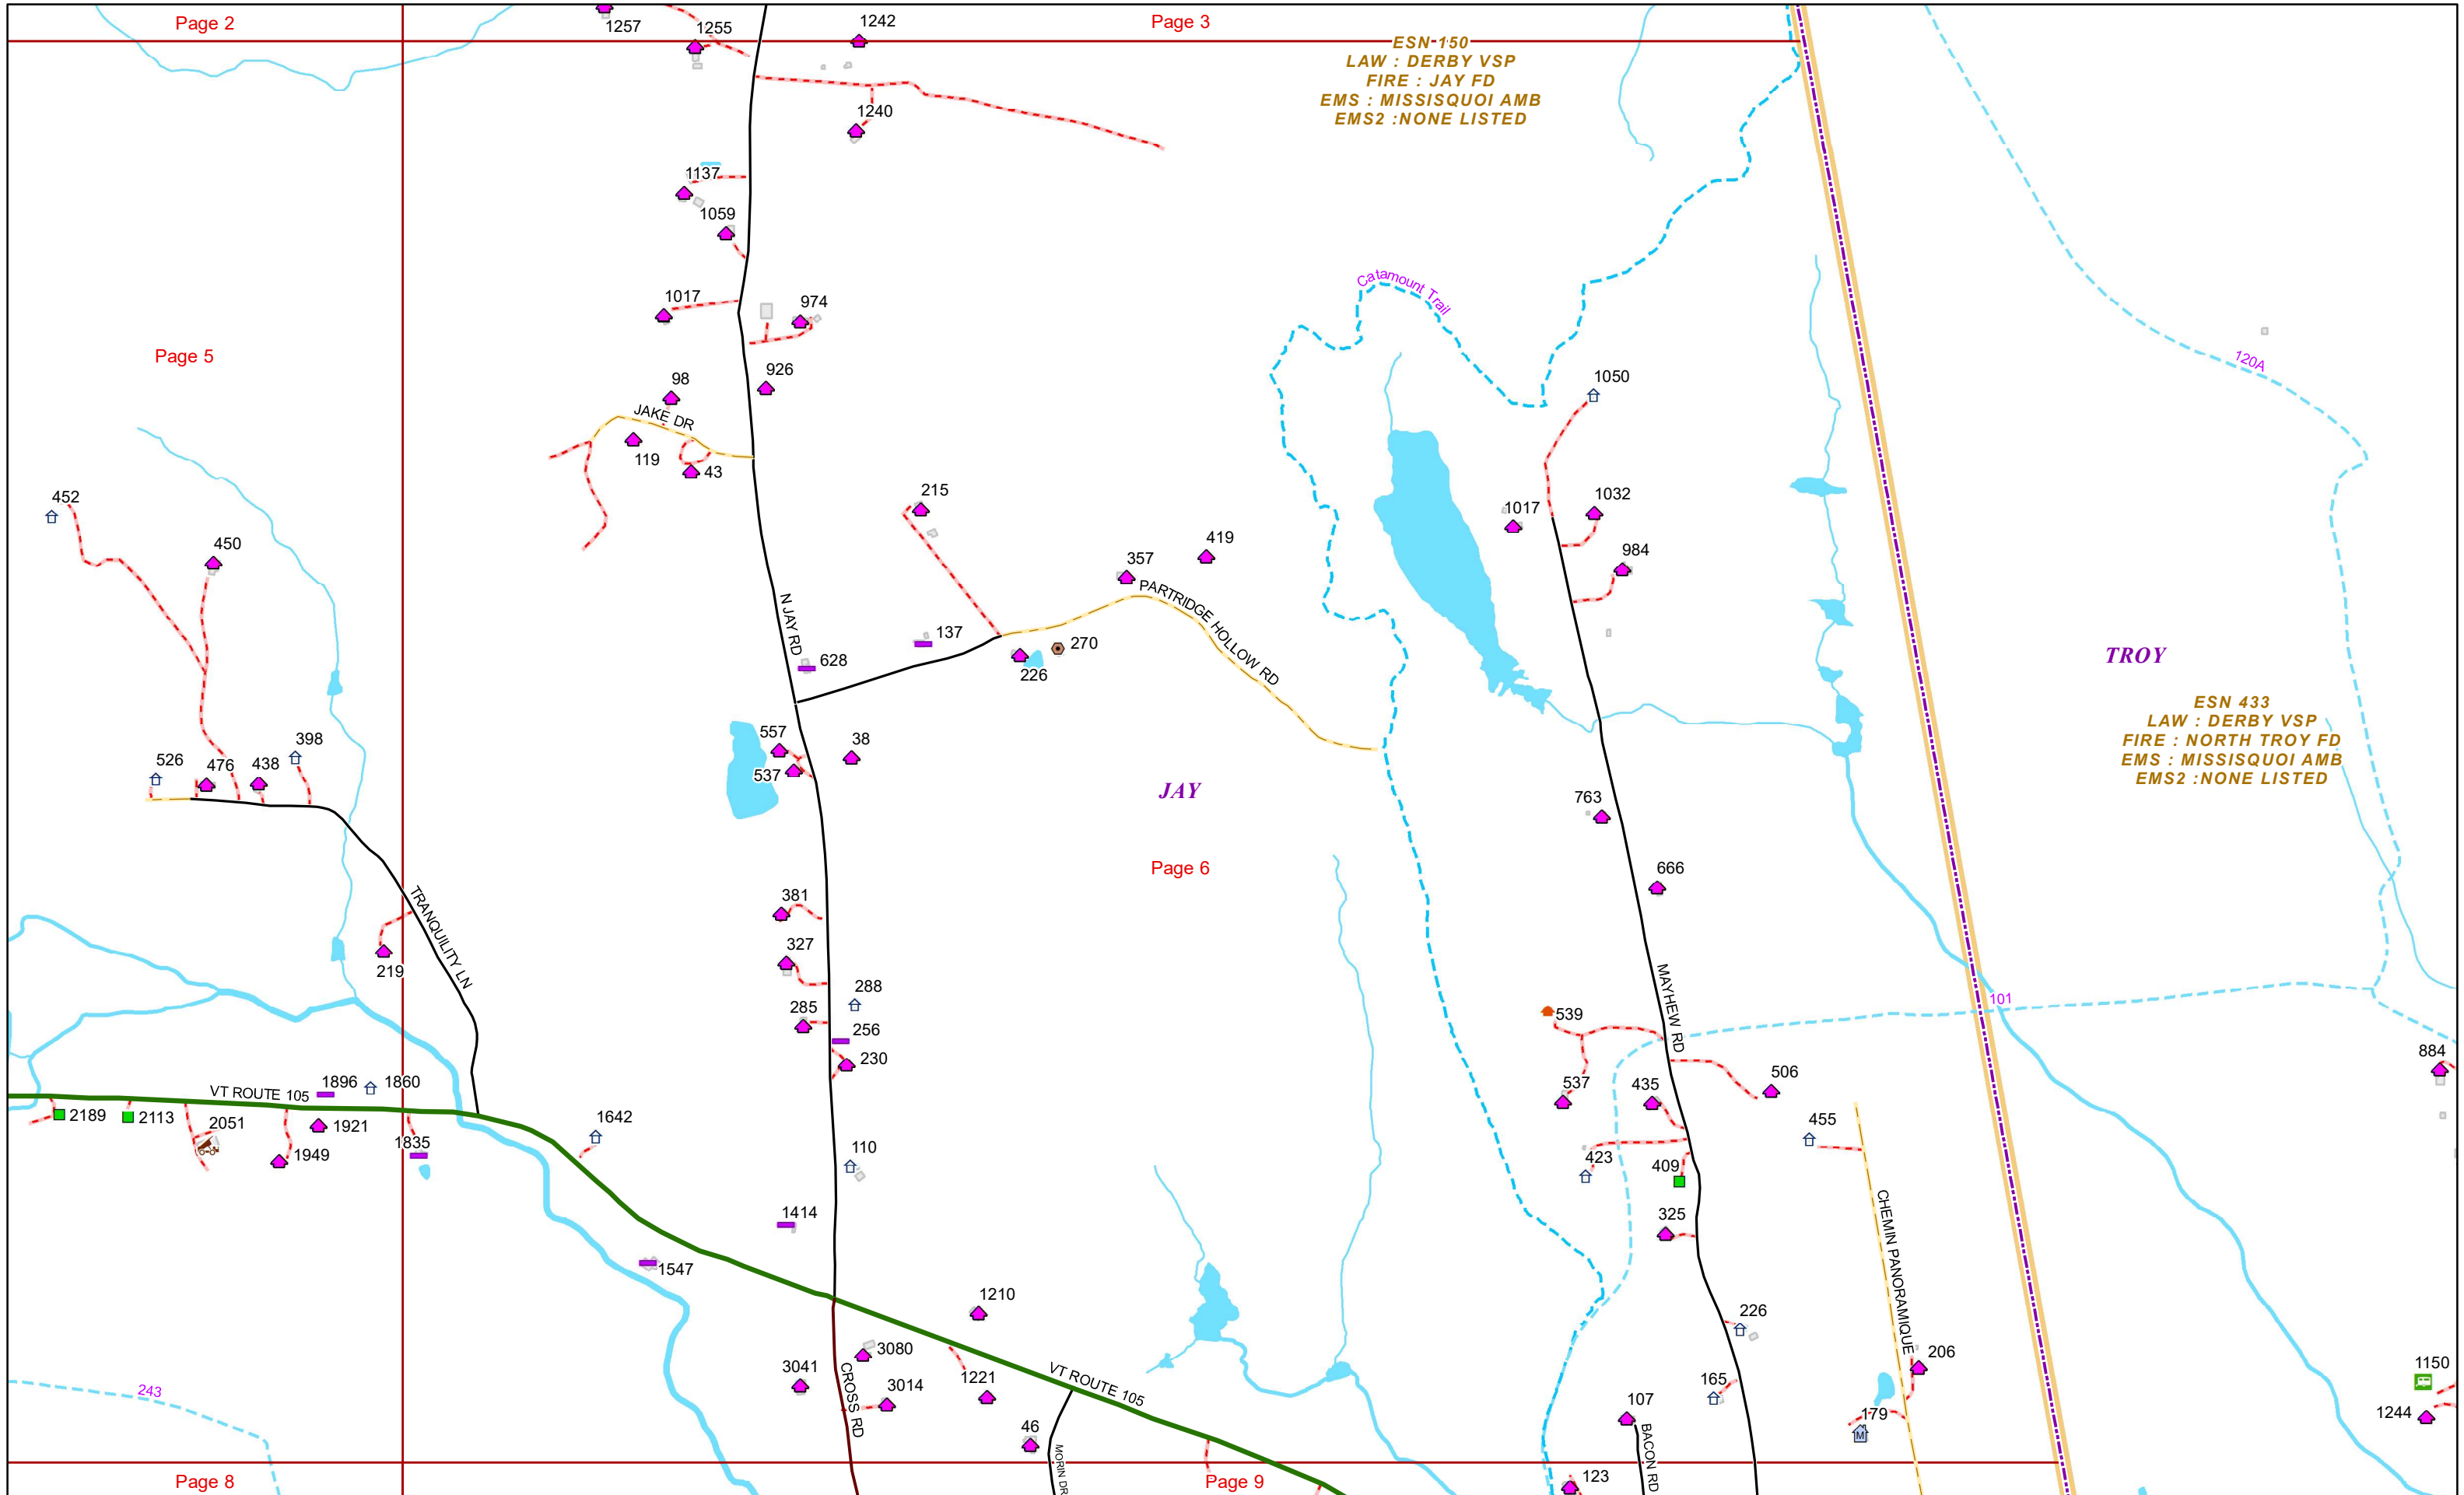 Page 2
1257
1255
1242
Page 3
ESN 150
LAW : DERBY VSP
FIRE : JAY FD
EMS : MISSISQUOI AMB
EMS2 :NONE LISTED
1240
1137
1059
Catamount Trail
1017
974
Page 5
120A
926
98
1050
JAKE DR
119
43
452
215
1032
1017
450
419
984
357
PARTRIDGE HOLLOW RD
N JAY RD
137
270
628
226
TROY
ESN 433
LAW : DERBY VSP
FIRE : NORTH TROY FD
EMS : MISSISQUOI AMB
EMS2 :NONE LISTED
557
38
398
526
476
438
537
JAY
763
Page 6
666
381
TRANQUILITY LN
327
219
288
285
MAYHEW RD
101
539
256
230
884
VT ROUTE 105
1896
1860
537
435
506
2189
2113
2051
1921
1642
455
1835
1949
110
423
409
1414
325
CHEMIN PANORAMIQUE
1547
1210
226
3080
206
3041
CROSS RD
3014
1221
VT ROUTE 105
165
1150
243
107
179
M
1244
46
BACON RD
MORIN DR
Page 8
Page 9
123